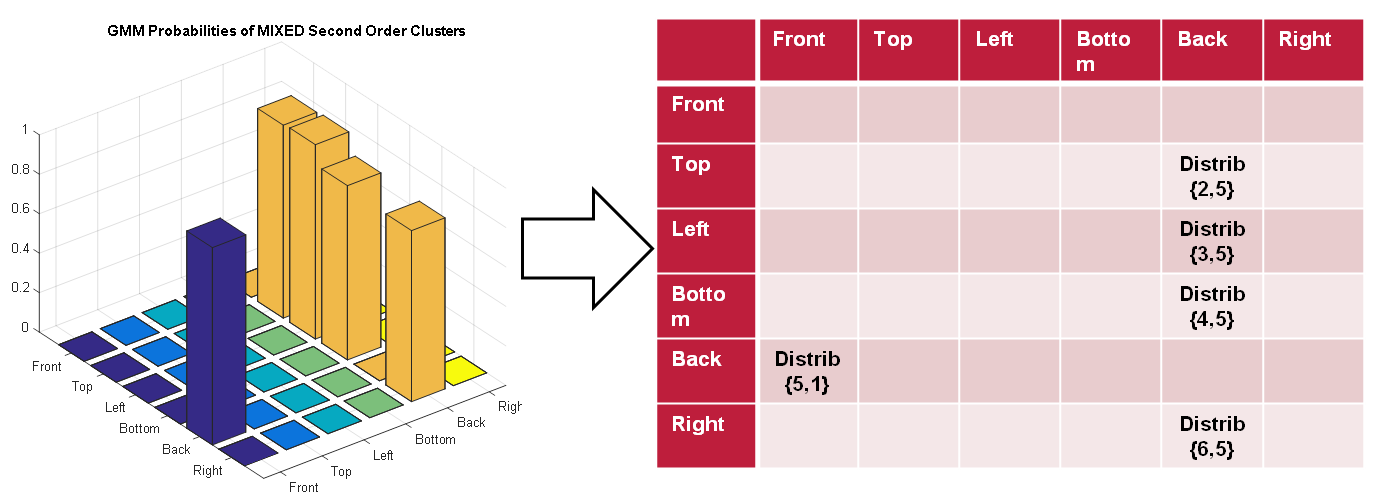 GMM Probabilities of MIXED Second Order Clusters
1
0.8
0.6
0.4
0.2
0
Front
Top
Left
Bottom
Back
Right
Front
Top
Left
Bottom
Back
Righ
Front Top Left Botto Back Right
m
Front
Top Distrib
{2,5}
Left Distrib
{3,5}
Botto Distrib
m {4,5}
Back Distrib
{5,1}
Right Distrib
{6,5}